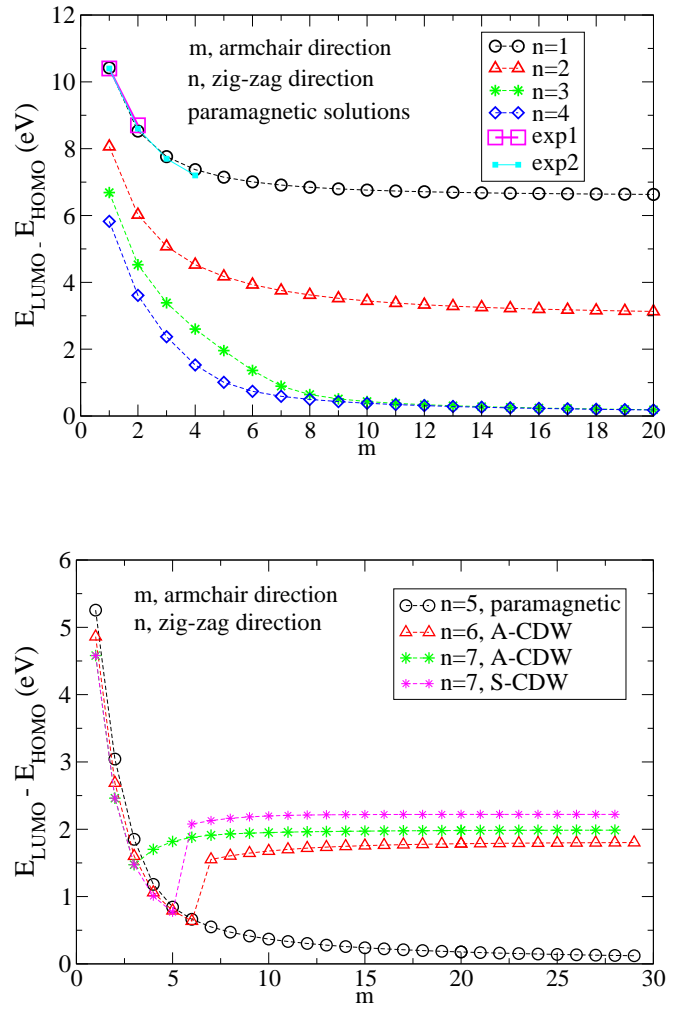 12
10
8
6
4
2
0
E_LUMO - E_HOMO (eV)
m, armchair direction
n, zig-zag direction
paramagnetic solutions
n=1
n=2
n=3
n=4
exp1
exp2
0 2 4 6 8 10 12 14 16 18 20
m
6
5
4
3
2
1
0
E_LUMO - E_HOMO (eV)
m, armchair direction
n, zig-zag direction
n=5, paramagnetic
n=6, A-CDW
n=7, A-CDW
n=7, S-CDW
0 5 10 15 20 25 30
m